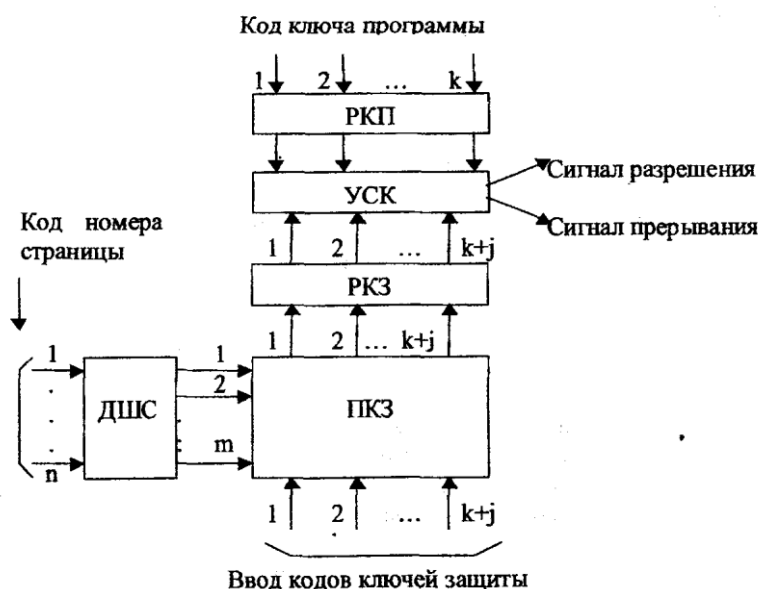 Код ключа программы
1 2 ... k
РКП
УСК
Сигнал разрешения
Сигнал прерывания
Код номера
страницы
1 2 ... k+j
РКЗ
1 2 ... k+j
1
.
.
.
n
ДШС
1
2
.
:
m
ПКЗ
1 2 ... k+j
Ввод кодов ключей защиты